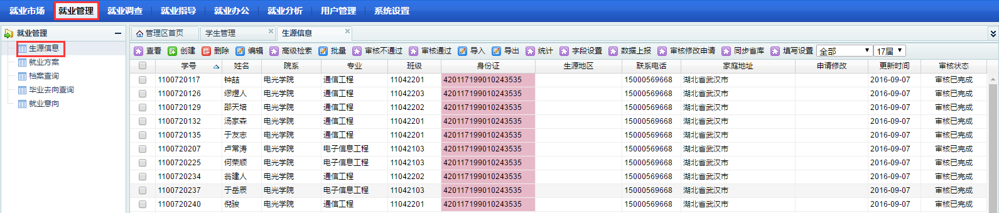 就业市场 就业管理 就业调查 就业指导 就业办公 就业分析 用户管理 系统设置
就业管理
生源信息
就业方案
档案查询
毕业去向查询
就业意向
管理区首页 学生管理 生源信息
查看 创建 删除 编辑 高级检索 批量 审核不通过 审核通过 导入 导出 统计 字段设置 数据上报 审核修改申请 同步省库 填写设置 全部 17届
学号 姓名 院系 专业 班级 身份证 生源地区 联系电话 家庭地址 申请修改 更新时间 审核状态
1100720117 钟喆 电光学院 通信工程 11042201 420117199010243535 15000569668 湖北省武汉市 2016-09-07 审核已完成
1100720126 缪煜人 电光学院 通信工程 11042203 420117199010243535 15000569668 湖北省武汉市 2016-09-07 审核已完成
1100720129 邵天培 电光学院 通信工程 11042202 420117199010243535 15000569668 湖北省武汉市 2016-09-07 审核已完成
1100720132 汤家森 电光学院 通信工程 11042201 420117199010243535 15000569668 湖北省武汉市 2016-09-07 审核已完成
1100720135 于友志 电光学院 通信工程 11042201 420117199010243535 15000569668 湖北省武汉市 2016-09-07 审核已完成
1100720207 卢常涛 电光学院 电子信息工程 11042103 420117199010243535 15000569668 湖北省武汉市 2016-09-07 审核已完成
1100720225 何荣顺 电光学院 电子信息工程 11042103 420117199010243535 15000569668 湖北省武汉市 2016-09-07 审核已完成
1100720234 翁建人 电光学院 通信工程 11042202 420117199010243535 15000569668 湖北省武汉市 2016-09-07 审核已完成
1100720237 于岳辰 电光学院 电子信息工程 11042103 420117199010243535 15000569668 湖北省武汉市 2016-09-07 审核已完成
1100720240 倪骏 电光学院 通信工程 11042201 420117199010243535 15000569668 湖北省武汉市 2016-09-07 审核已完成